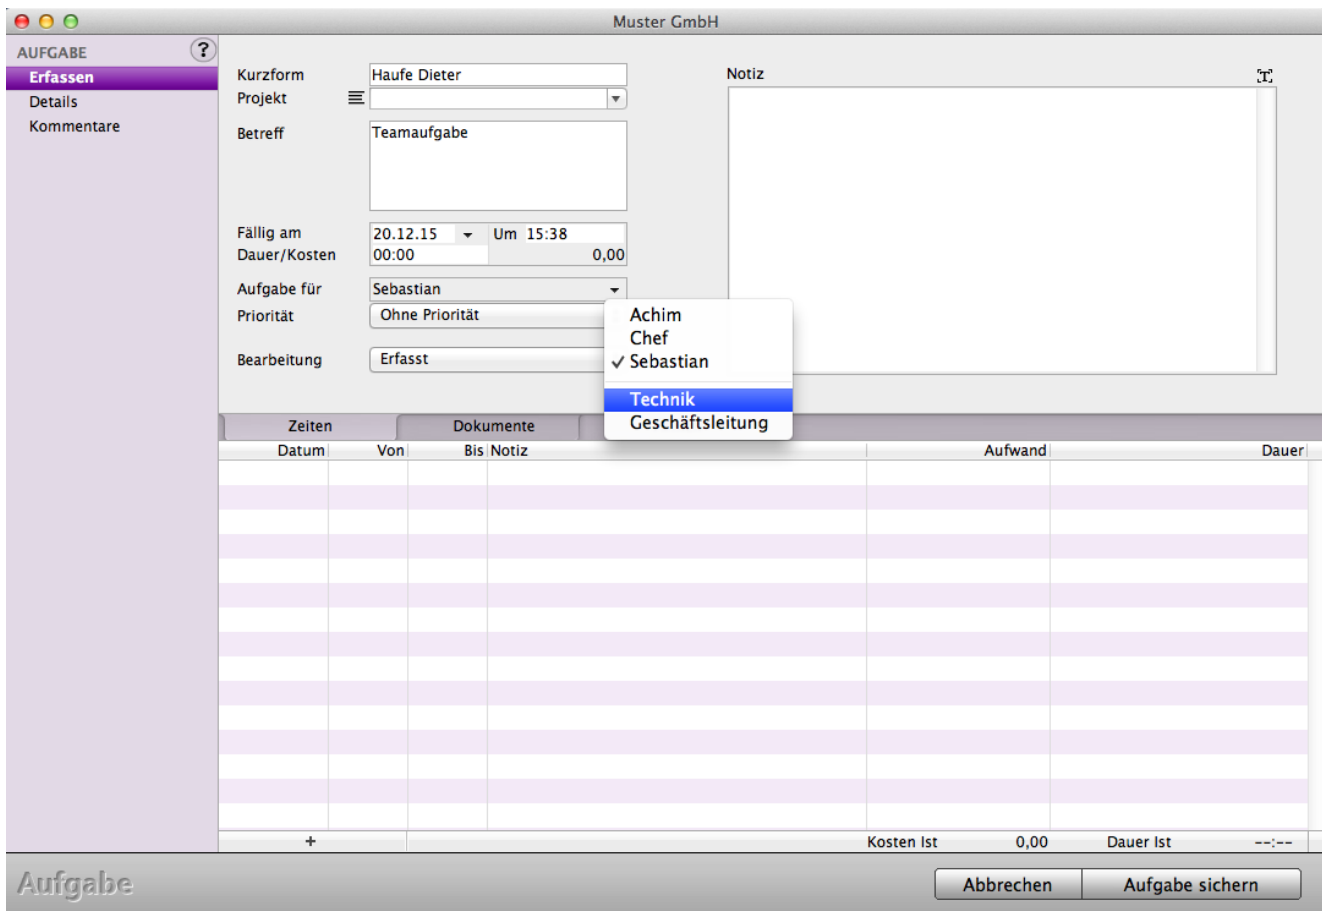 Muster GmbH
AUFGABE ?
Erfassen
Details
Kommentare
Kurzform Haufe Dieter
Projekt
Betreff Teamaufgabe
Fällig am 20.12.15 Um 15:38
Dauer/Kosten 00:00 0,00
Aufgabe für Sebastian
Priorität Ohne Priorität
Bearbeitung Erfasst
Notiz T
Achim
Chef
✓ Sebastian
Technik
Geschäftsleitung
Zeiten Dokumente
Datum Von Bis Notiz Aufwand Dauer
+ Kosten Ist 0,00 Dauer Ist --:--
Aufgabe Abbrechen Aufgabe sichern